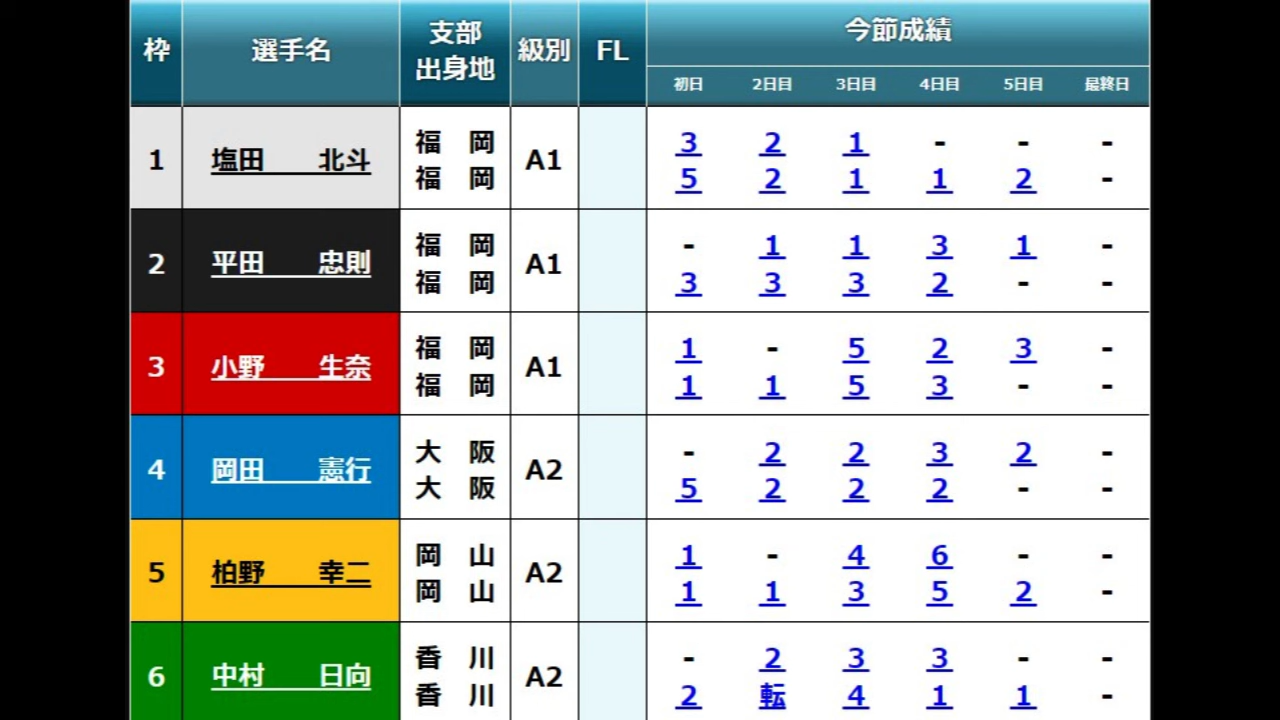 枠 選手名 支部 出身地 級別 FL 今節成績
初日 2日目 3日目 4日目 5日目 最終日
1 塩田 北斗 福 岡 A1 3 2 1 - - -
福 岡 5 2 1 1 2 -
2 平田 忠則 福 岡 A1 - 1 1 3 1 -
福 岡 3 3 3 2 - -
3 小野 生奈 福 岡 A1 1 - 5 2 3 -
福 岡 1 1 5 3 - -
4 岡田 憲行 大 阪 A2 - 2 2 3 2 -
大 阪 5 2 2 2 - -
5 柏野 幸二 岡 山 A2 1 - 4 6 - -
岡 山 1 1 3 5 2 -
6 中村 日向 香 川 A2 - 2 3 3 - -
香 川 2 転 4 1 1 -